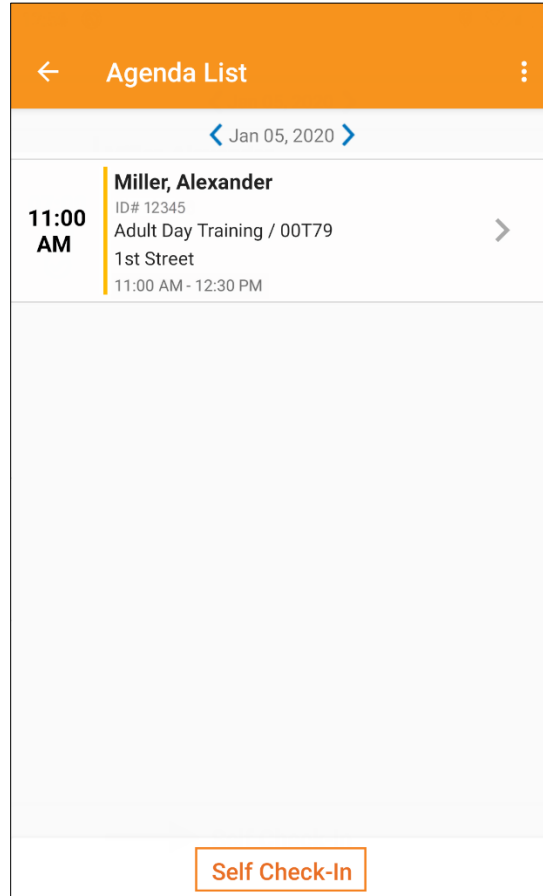 Agenda List
Jan 05, 2020
11:00
AM
Miller, Alexander
ID# 12345
Adult Day Training / 00T79
1st Street
11:00 AM - 12:30 PM
Self Check-In